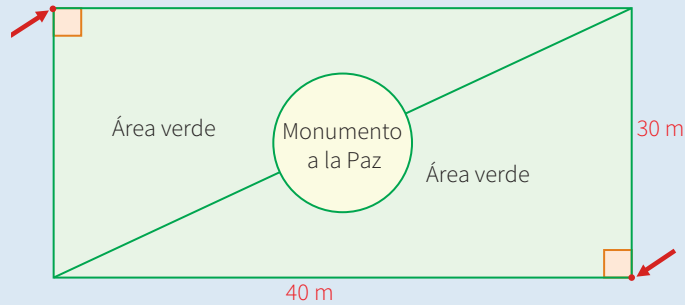 Área verde
Monumento
a la Paz
Área verde
30 m
40 m